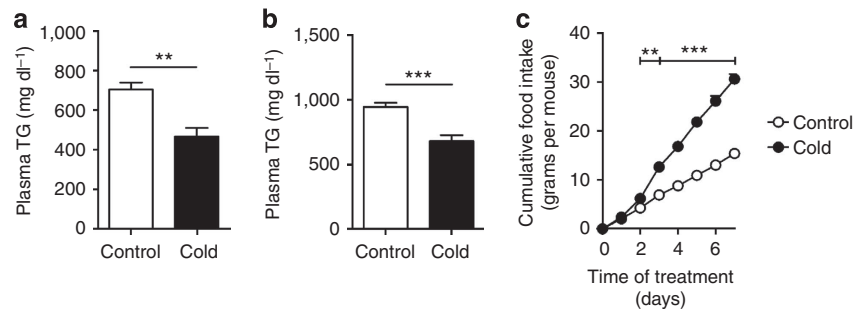 a
1,000
800
600
400
200
0
Plasma TG (mg dl⁻¹)
**
Control Cold
b
1,500
1,000
500
0
Plasma TG (mg dl⁻¹)
***
Control Cold
c
40
30
20
10
0
Cumulative food intake
(grams per mouse)
** ***
0 2 4 6
Time of treatment
(days)
Control
Cold